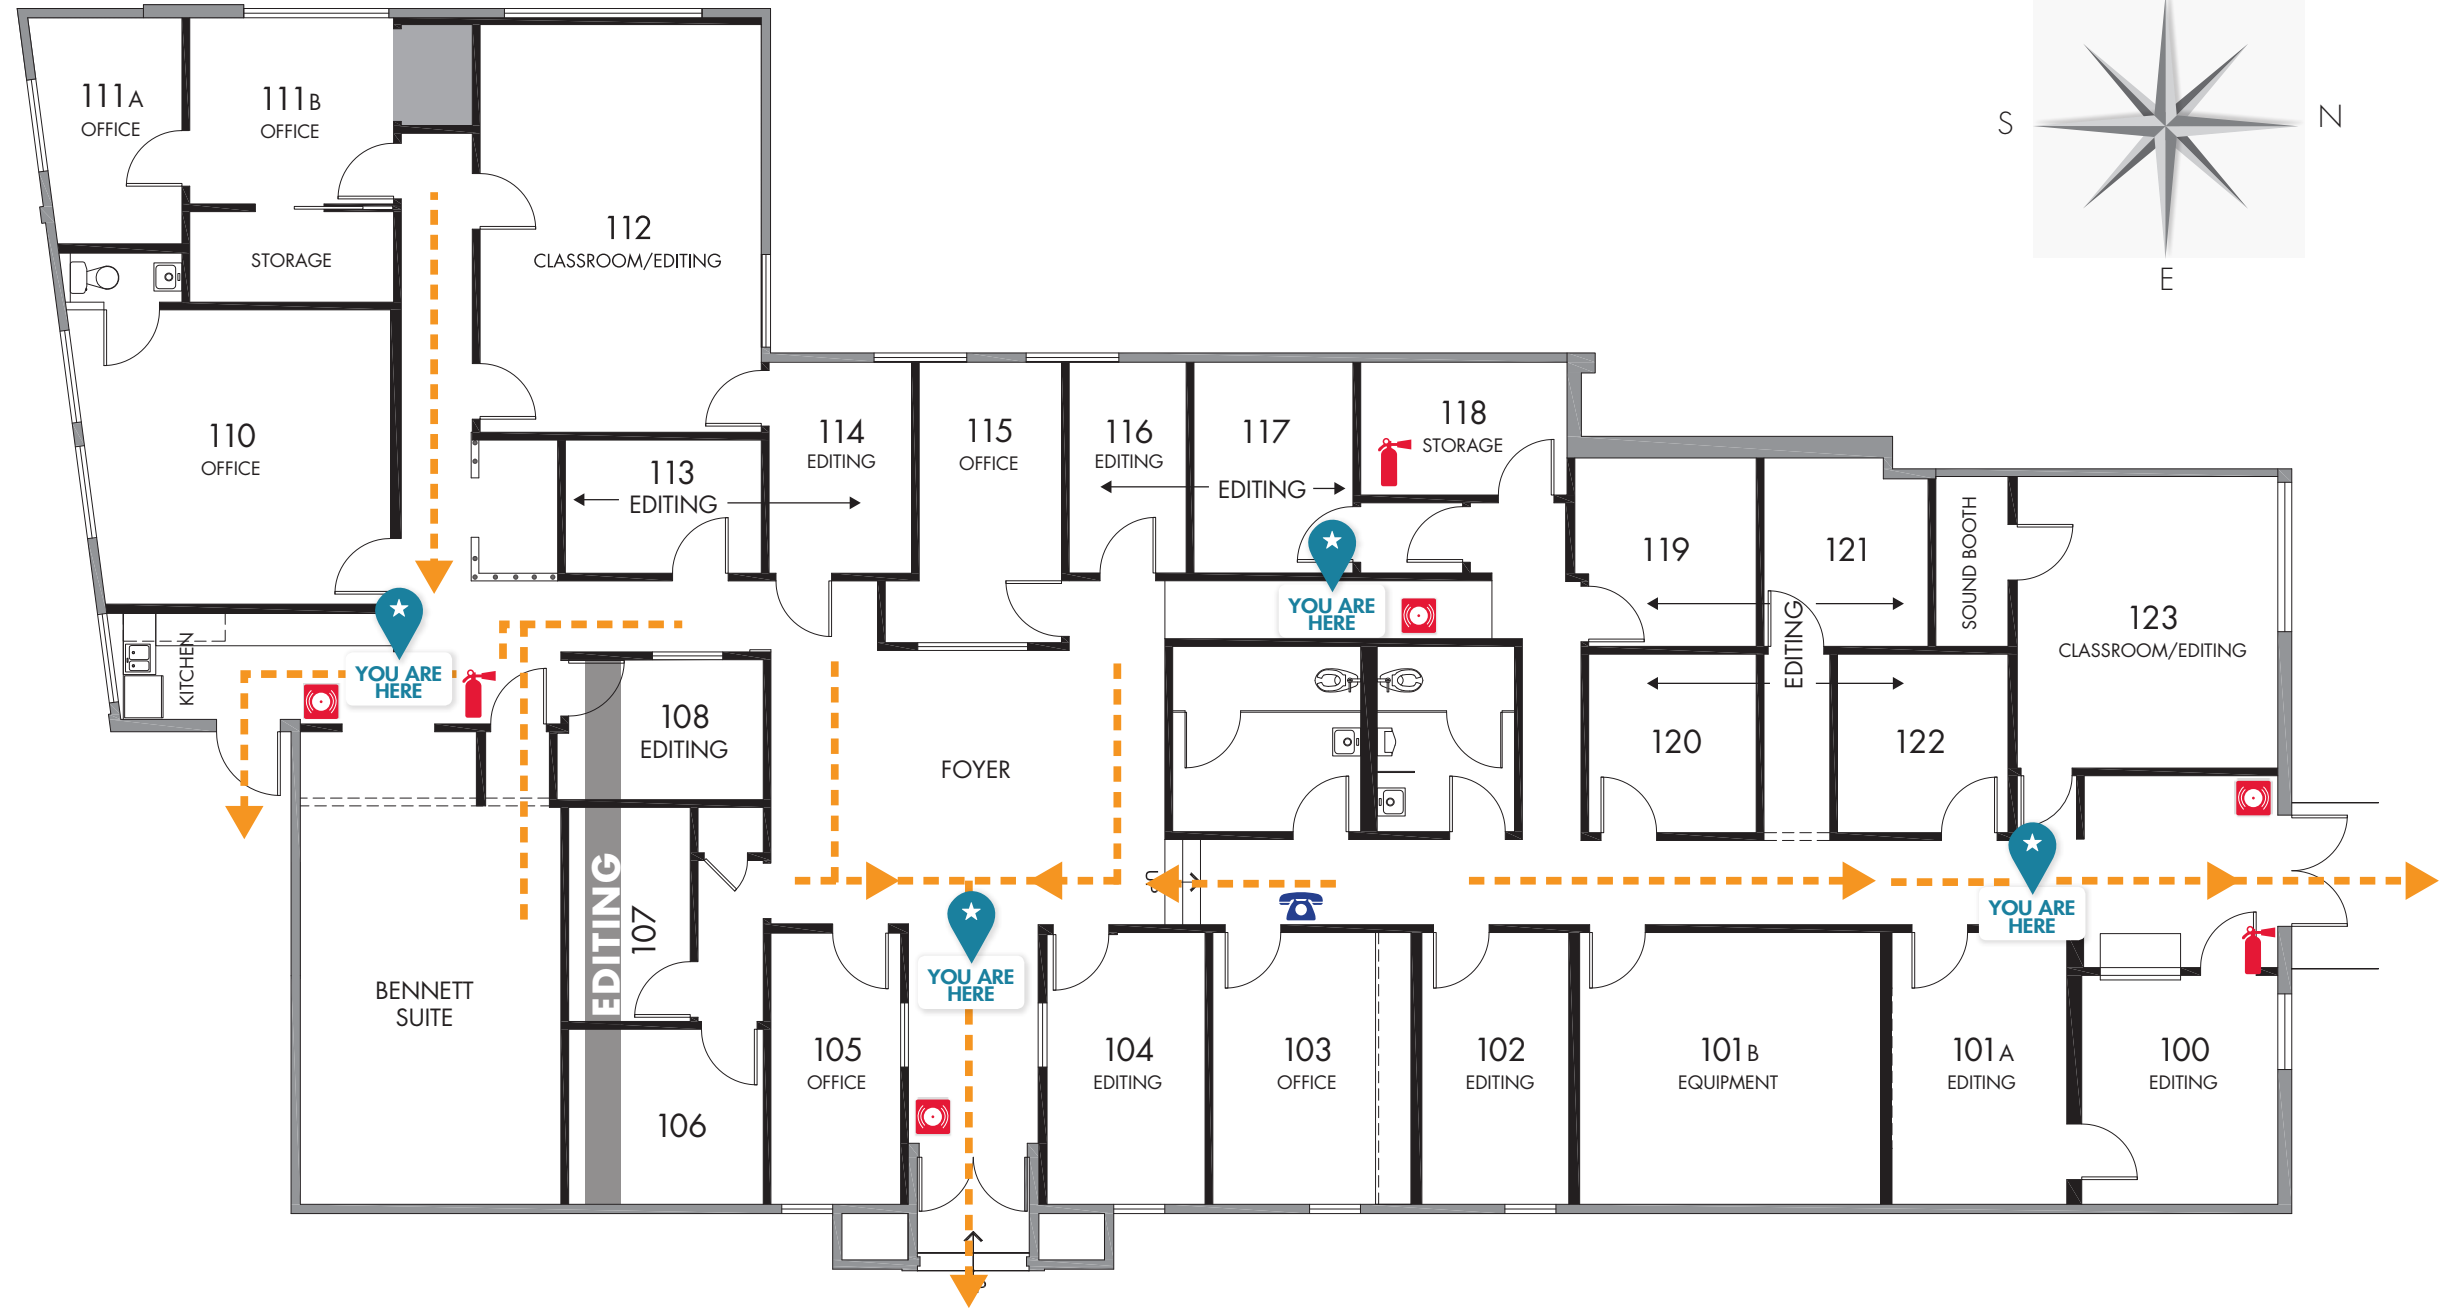 111A
OFFICE
111B
OFFICE
STORAGE
112
CLASSROOM/EDITING
S
N
E
110
OFFICE
113
EDITING
114
EDITING
115
OFFICE
116
EDITING
117
EDITING
118
STORAGE
119
121
EDITING
SOUND BOOTH
123
CLASSROOM/EDITING
KITCHEN
YOU ARE
HERE
YOU ARE
HERE
108
EDITING
FOYER
120
122
UP
EDITING
107
YOU ARE
HERE
YOU ARE
HERE
BENNETT
SUITE
106
105
OFFICE
104
EDITING
103
OFFICE
102
EDITING
101B
EQUIPMENT
101A
EDITING
100
EDITING